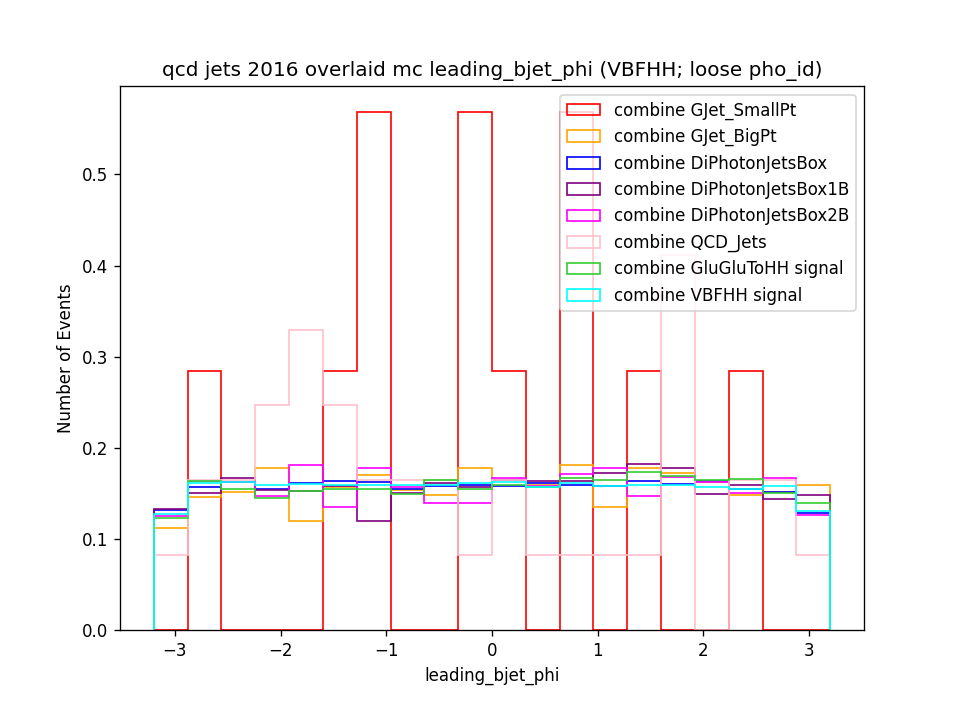 qcd jets 2016 overlaid mc leading_bjet_phi (VBFHH; loose pho_id)
combine GJet_SmallPt
combine GJet_BigPt
combine DiPhotonJetsBox
combine DiPhotonJetsBox1B
combine DiPhotonJetsBox2B
combine QCD_Jets
combine GluGluToHH signal
combine VBFHH signal
Number of Events
0.5
0.4
0.3
0.2
0.1
0.0
−3 −2 −1 0 1 2 3
leading_bjet_phi